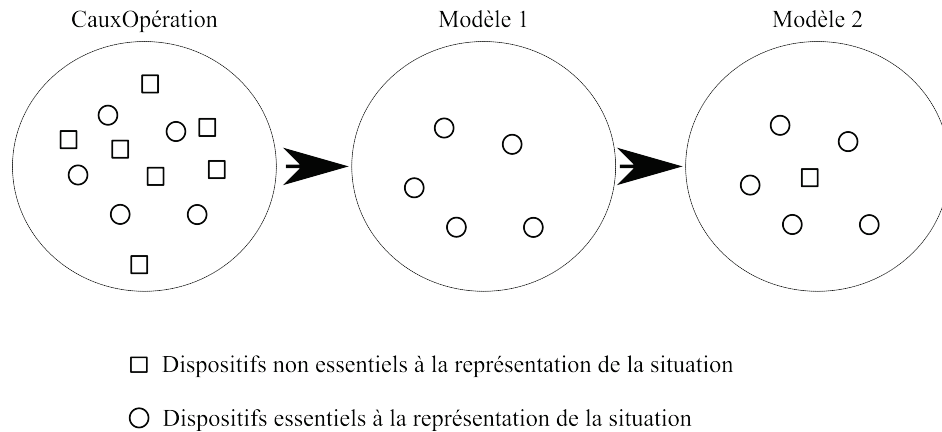 CauxOpération
Modèle 1
Modèle 2
Dispositifs non essentiels à la représentation de la situation
Dispositifs essentiels à la représentation de la situation